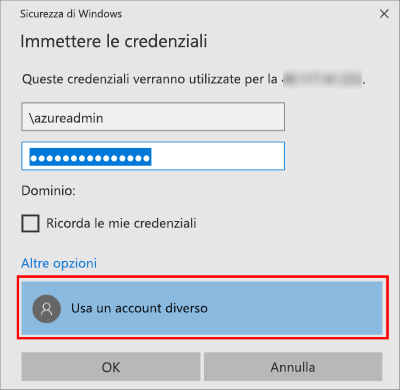 Sicurezza di Windows
Immettere le credenziali
Queste credenziali verranno utilizzate per la .
\azureadmin
Dominio:
Ricorda le mie credenziali
Altre opzioni
Usa un account diverso
OK
Annulla